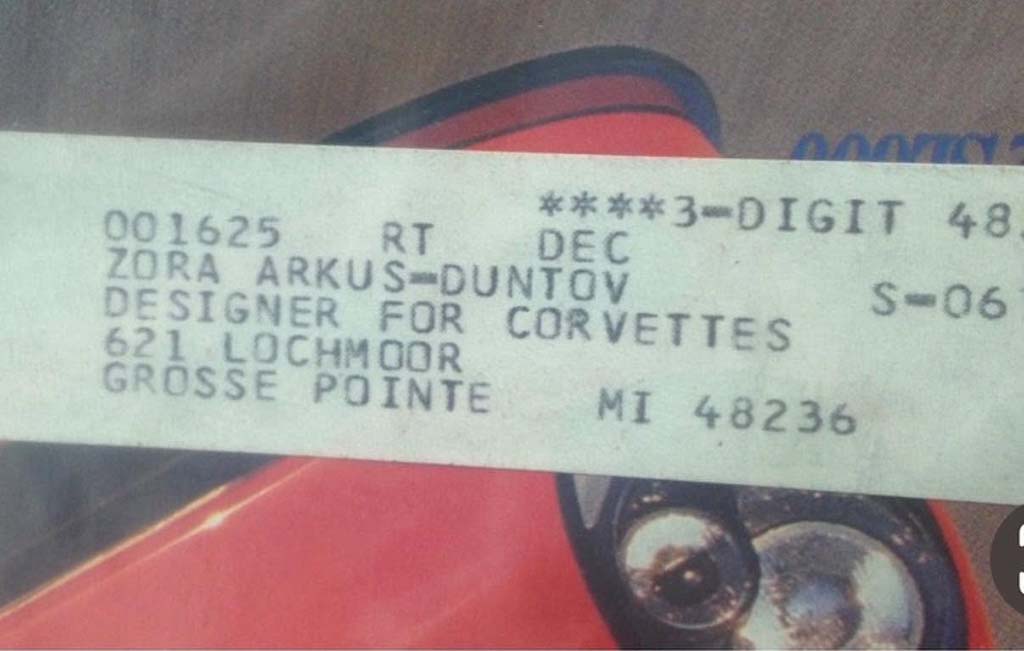 ****3-DIGIT 48
001625 RT DEC
ZORA ARKUS-DUNTOV S-06
DESIGNER FOR CORVETTES
621 LOCHMOOR
GROSSE POINTE MI 48236